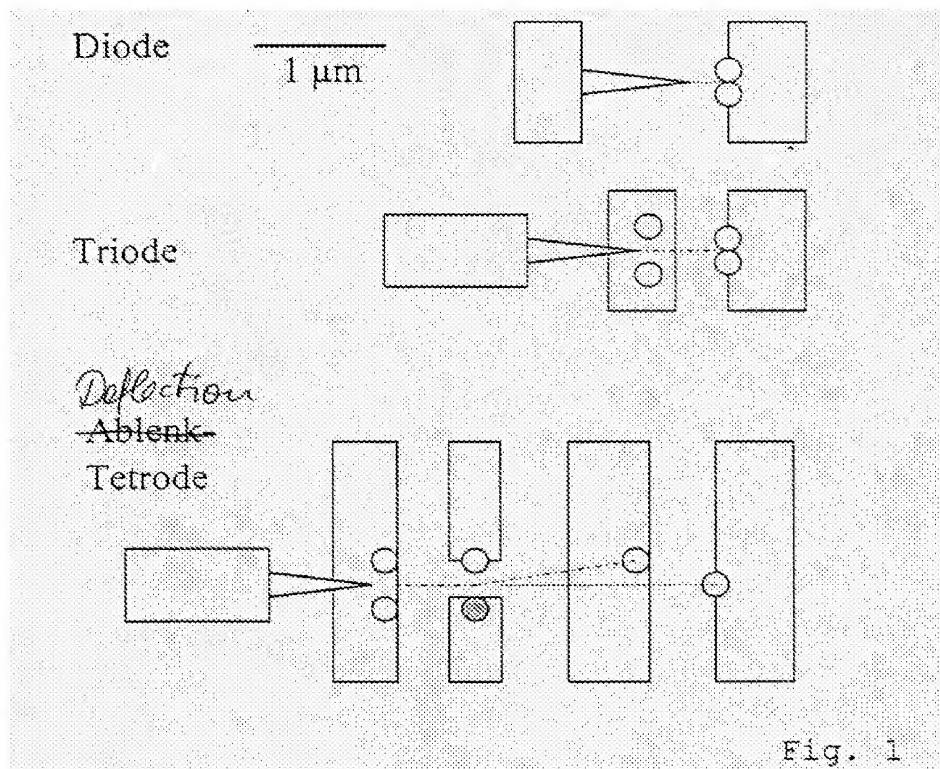 Diode
1 μm
Triode
Deflection
Ablenk-
Tetrode
Fig. 1